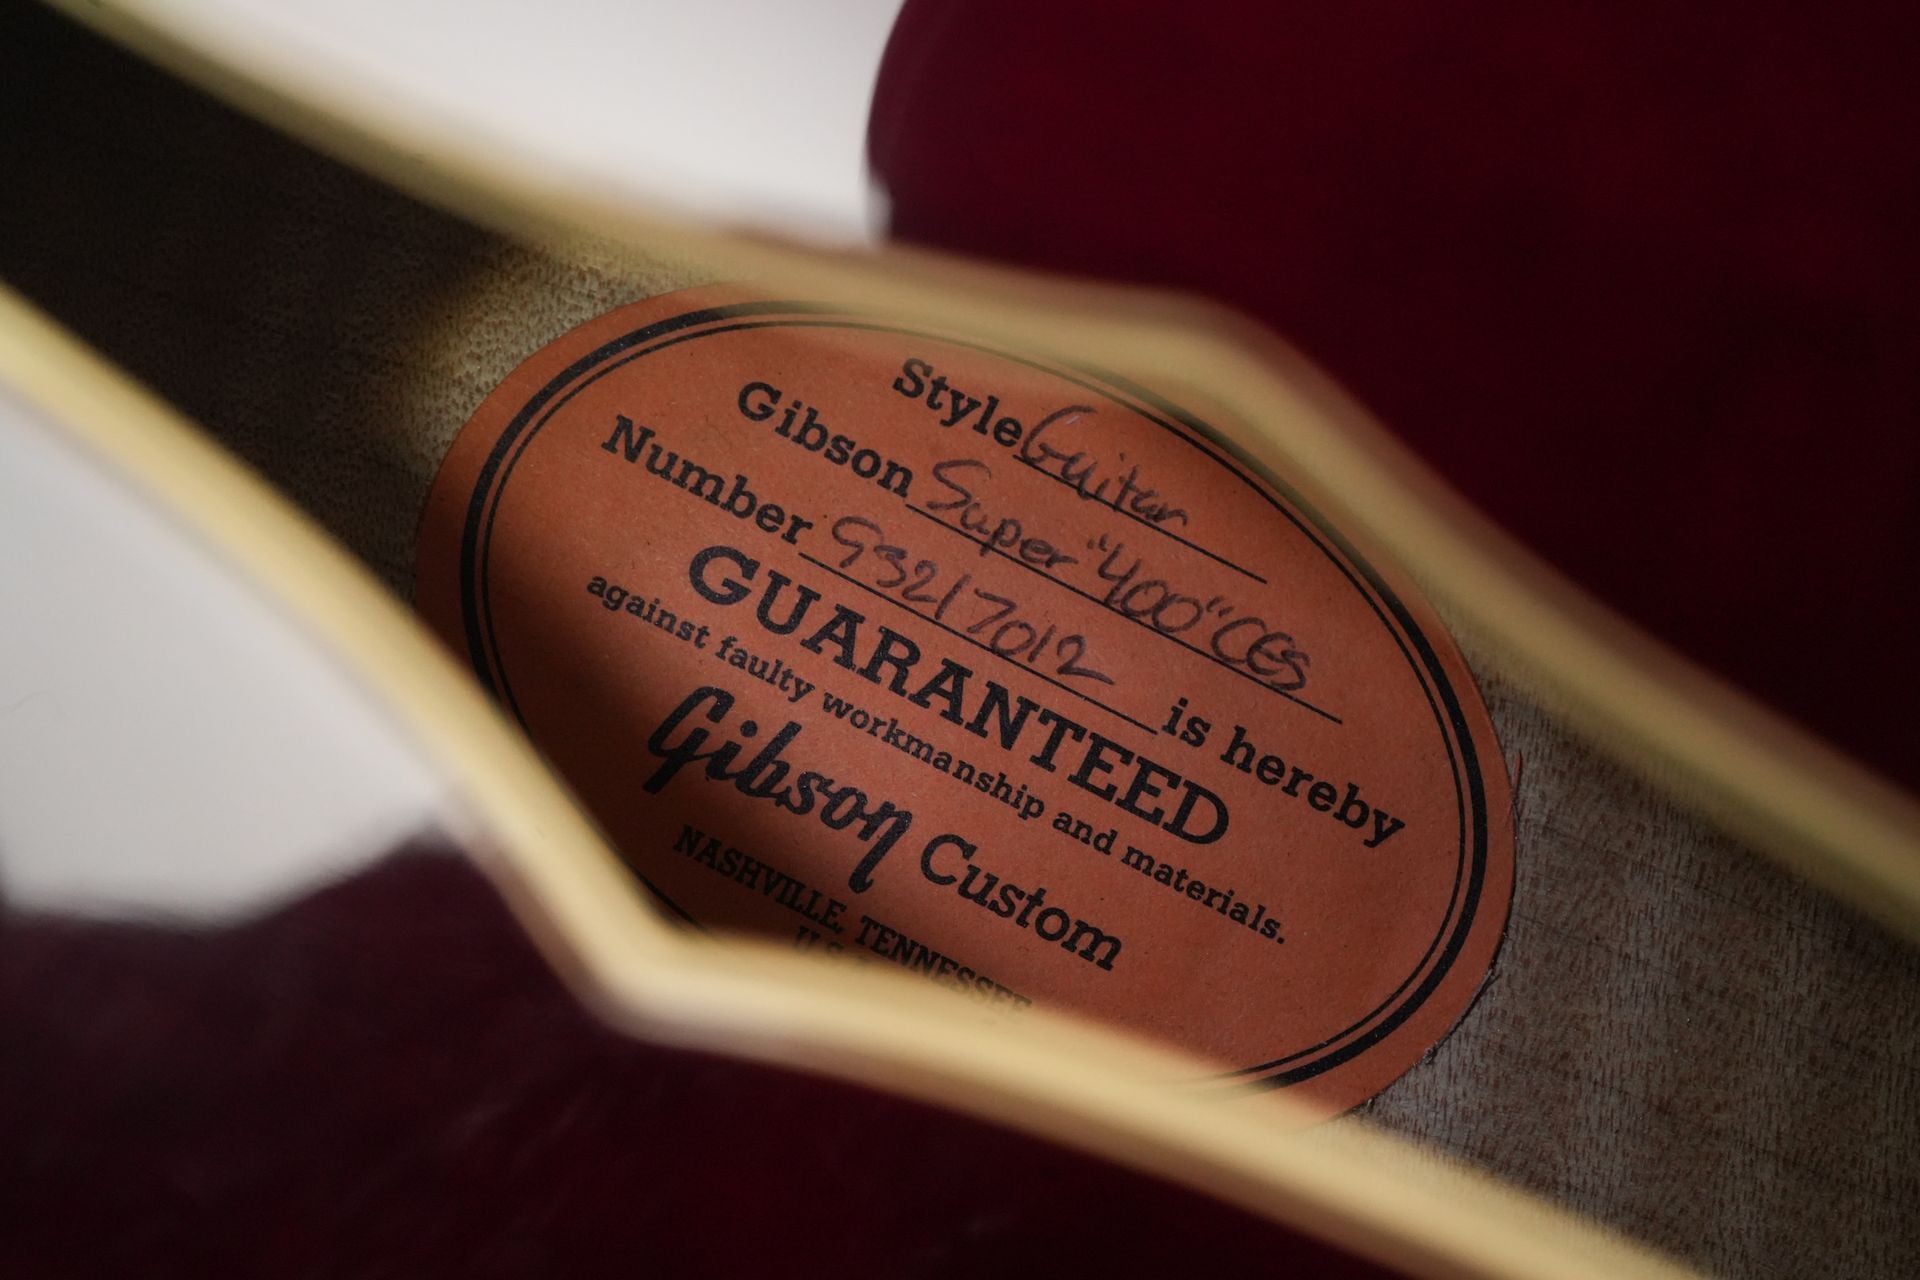 Style Guitar
Gibson Super "400" CES
Number 93217012 is hereby
GUARANTEED
against faulty workmanship and materials.
Gibson Custom
NASHVILLE, TENNESSEE